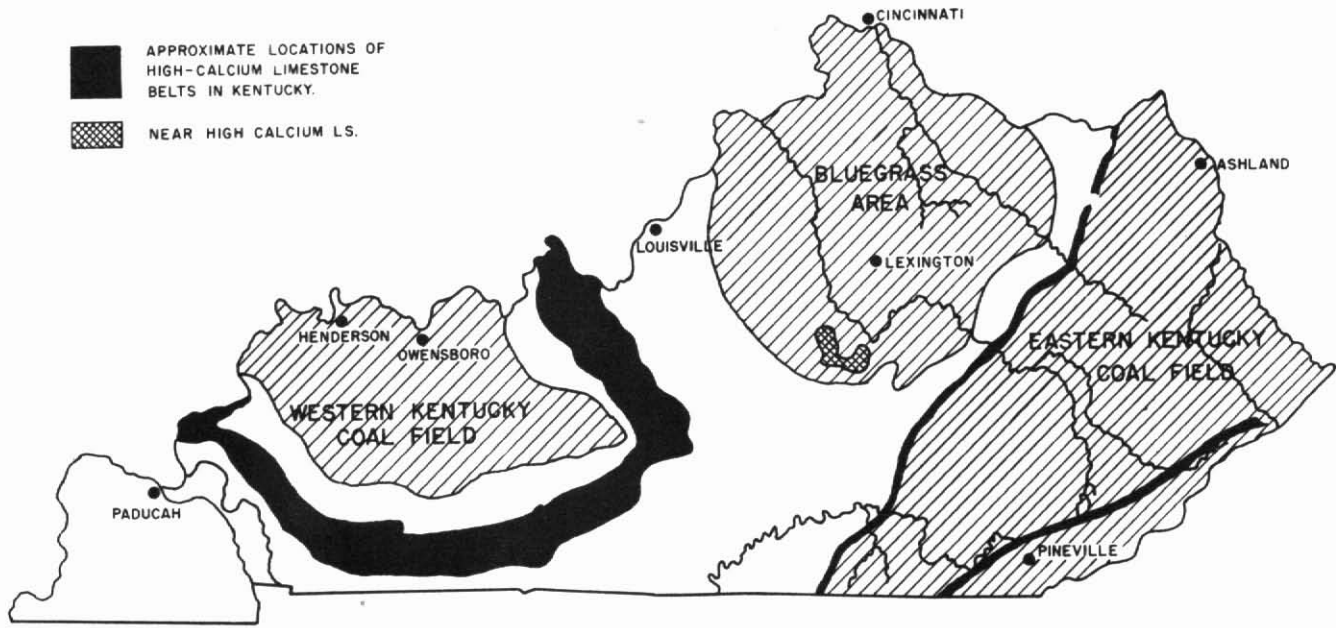 APPROXIMATE LOCATIONS OF
HIGH-CALCIUM LIMESTONE
BELTS IN KENTUCKY.
NEAR HIGH CALCIUM LS.
CINCINNATI
ASHLAND
BLUEGRASS
AREA
LOUISVILLE
LEXINGTON
HENDERSON
OWENSBORO
EASTERN KENTUCKY
COAL FIELD
WESTERN KENTUCKY
COAL FIELD
PADUCAH
PINEVILLE